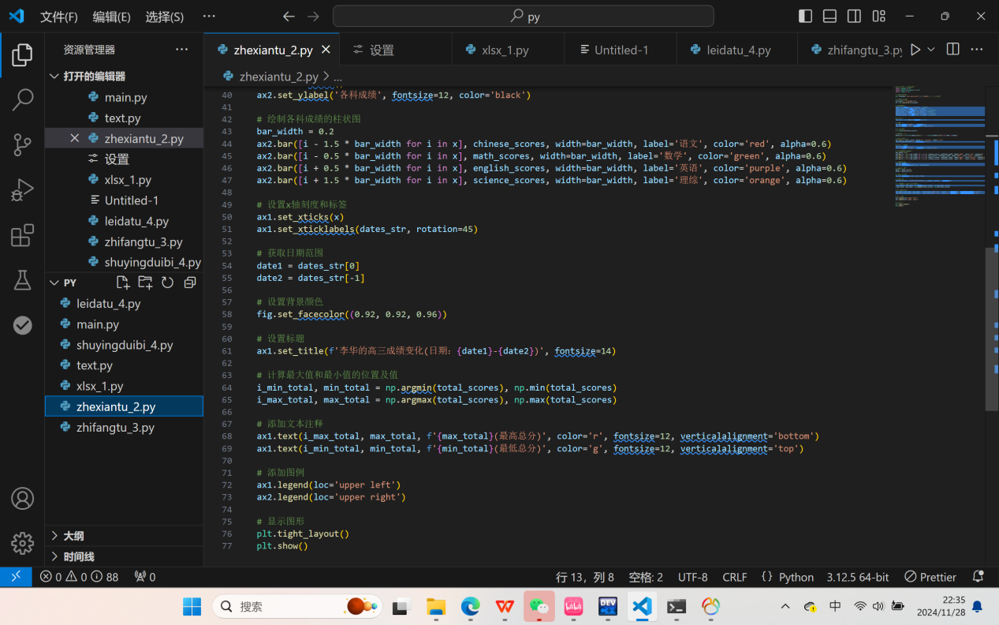 文件(F) 编辑(E) 选择(S) ··· py
资源管理器 ···
打开的编辑器
main.py
text.py
zhexiantu_2.py
设置
xlsx_1.py
Untitled-1
leidatu_4.py
zhifangtu_3.py
shuyingduibi_4.py
PY
leidatu_4.py
main.py
shuyingduibi_4.py
text.py
xlsx_1.py
zhexiantu_2.py
zhifangtu_3.py
大纲
时间线
zhexiantu_2.py 设置 xlsx_1.py Untitled-1 leidatu_4.py zhifangtu_3.py ···
zhexiantu_2.py > ...
40 ax2.set_ylabel('各科成绩', fontsize=12, color='black')
41
42 # 绘制各科成绩的柱状图
43 bar_width = 0.2
44 ax2.bar([i - 1.5 * bar_width for i in x], chinese_scores, width=bar_width, label='语文', color='red', alpha=0.6)
45 ax2.bar([i - 0.5 * bar_width for i in x], math_scores, width=bar_width, label='数学', color='green', alpha=0.6)
46 ax2.bar([i + 0.5 * bar_width for i in x], english_scores, width=bar_width, label='英语', color='purple', alpha=0.6)
47 ax2.bar([i + 1.5 * bar_width for i in x], science_scores, width=bar_width, label='理综', color='orange', alpha=0.6)
48
49 # 设置x轴刻度和标签
50 ax1.set_xticks(x)
51 ax1.set_xticklabels(dates_str, rotation=45)
52
53 # 获取日期范围
54 date1 = dates_str[0]
55 date2 = dates_str[-1]
56
57 # 设置背景颜色
58 fig.set_facecolor((0.92, 0.92, 0.96))
59
60 # 设置标题
61 ax1.set_title(f'李华的高三成绩变化(日期: {date1}-{date2})', fontsize=14)
62
63 # 计算最大值和最小值的位置及值
64 i_min_total, min_total = np.argmin(total_scores), np.min(total_scores)
65 i_max_total, max_total = np.argmax(total_scores), np.max(total_scores)
66
67 # 添加文本注释
68 ax1.text(i_max_total, max_total, f'{max_total}(最高总分)', color='r', fontsize=12, verticalalignment='bottom')
69 ax1.text(i_min_total, min_total, f'{min_total}(最低总分)', color='g', fontsize=12, verticalalignment='top')
70
71 # 添加图例
72 ax1.legend(loc='upper left')
73 ax2.legend(loc='upper right')
74
75 # 显示图形
76 plt.tight_layout()
77 plt.show()
0 0 88 0 行 13，列 8 空格: 2 UTF-8 CRLF {} Python 3.12.5 64-bit Prettier
搜索 DEV 中 22:35
2024/11/28